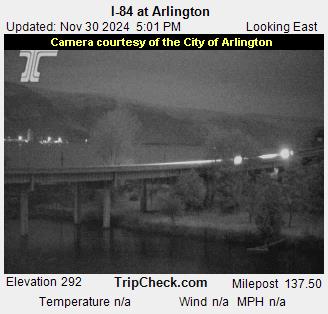 I-84 at Arlington
Updated: Nov 30 2024 5:01 PM Looking East
Camera courtesy of the City of Arlington
Elevation 292 TripCheck.com Milepost 137.50
Temperature n/a Wind n/a MPH n/a